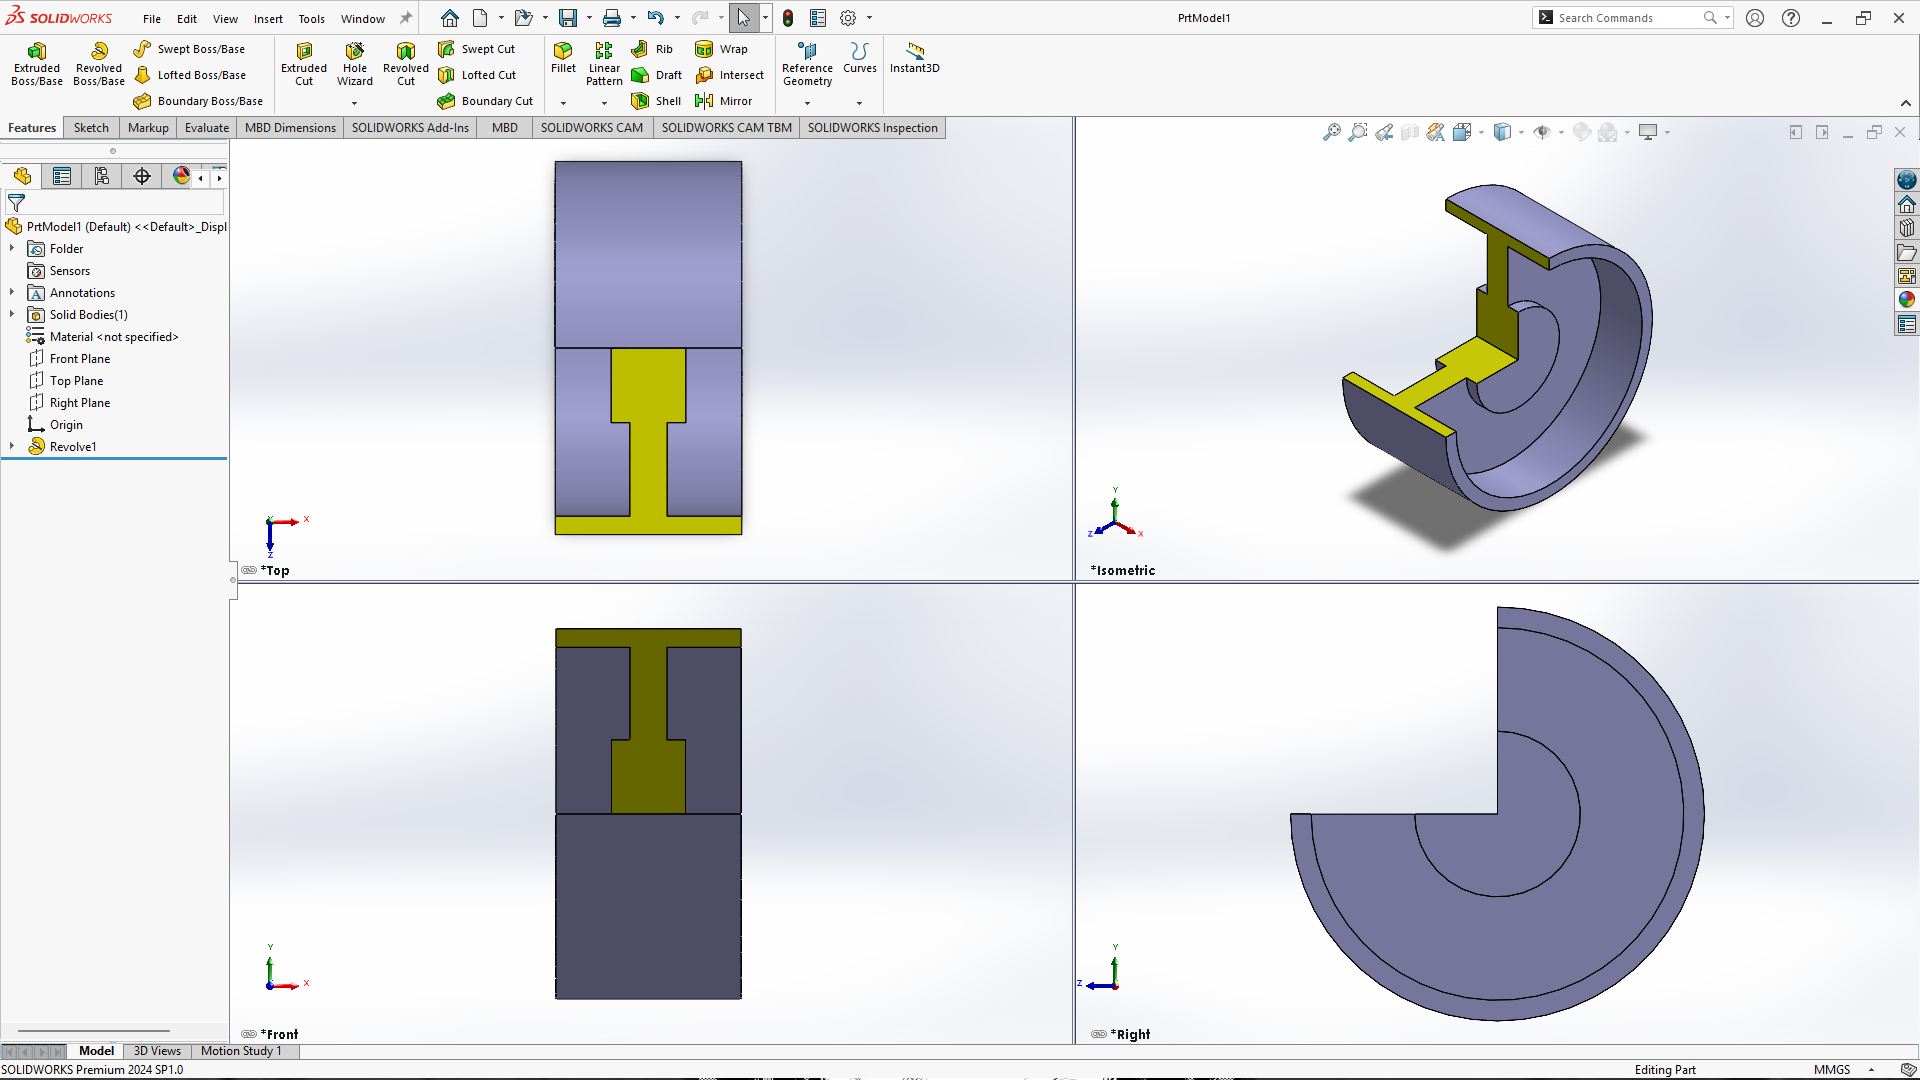 SOLIDWORKS File Edit View Insert Tools Window PrtModel1 Search Commands
Extruded Boss/Base
Revolved Boss/Base
Swept Boss/Base
Lofted Boss/Base
Boundary Boss/Base
Extruded Cut
Hole Wizard
Revolved Cut
Swept Cut
Lofted Cut
Boundary Cut
Fillet
Linear Pattern
Rib
Draft
Shell
Wrap
Intersect
Mirror
Reference Geometry
Curves
Instant3D
Features Sketch Markup Evaluate MBD Dimensions SOLIDWORKS Add-Ins MBD SOLIDWORKS CAM SOLIDWORKS CAM TBM SOLIDWORKS Inspection
PrtModel1 (Default) <<Default>_Displ
Folder
Sensors
Annotations
Solid Bodies(1)
Material <not specified>
Front Plane
Top Plane
Right Plane
Origin
Revolve1
Y
X
Z
*Top
Y
Z
X
*Isometric
Y
X
*Front
Y
Z
*Right
Model 3D Views Motion Study 1
SOLIDWORKS Premium 2024 SP1.0 Editing Part MMGS